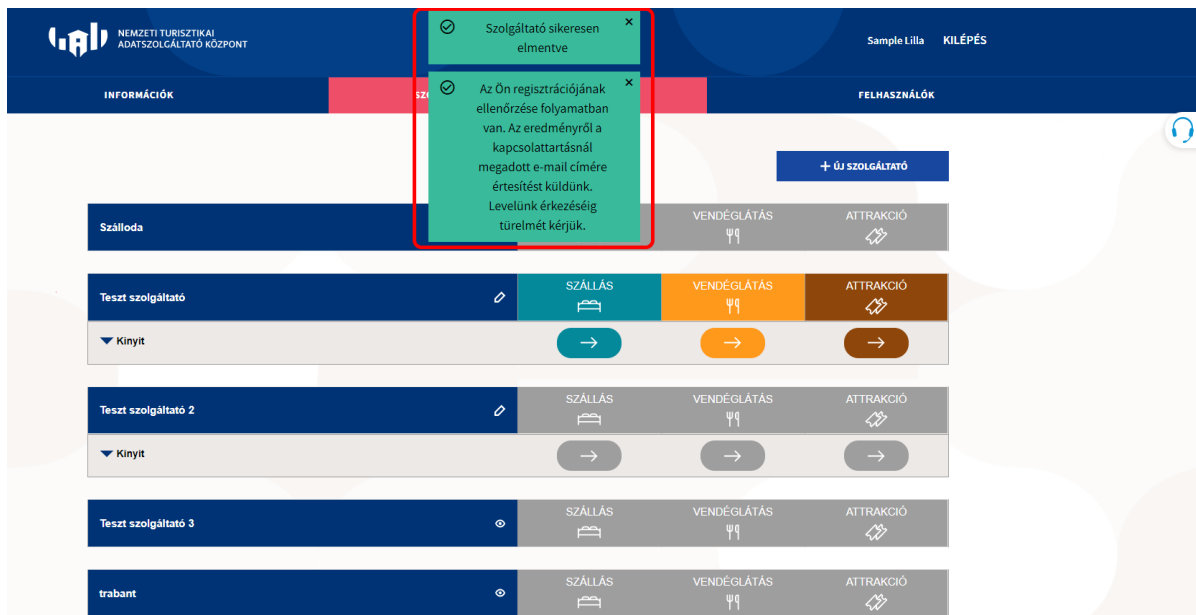 NEMZETI TURISZTIKAI
ADATSZOLGÁLTATÓ KÖZPONT
Szolgáltató sikeresen
elmentve
Sample Lilla KILÉPÉS
INFORMÁCIÓK
FELHASZNÁLÓK
Az Ön regisztrációjának
ellenőrzése folyamatban
van. Az eredményről a
kapcsolattartásnál
megadott e-mail címére
értesítést küldünk.
Levelünk érkezéséig
türelmét kérjük.
+ ÚJ SZOLGÁLTATÓ
Szálloda
VENDÉGLÁTÁS ATTRAKCIÓ
Teszt szolgáltató SZÁLLÁS VENDÉGLÁTÁS ATTRAKCIÓ
Kinyit
Teszt szolgáltató 2 SZÁLLÁS VENDÉGLÁTÁS ATTRAKCIÓ
Kinyit
Teszt szolgáltató 3 SZÁLLÁS VENDÉGLÁTÁS ATTRAKCIÓ
trabant SZÁLLÁS VENDÉGLÁTÁS ATTRAKCIÓ